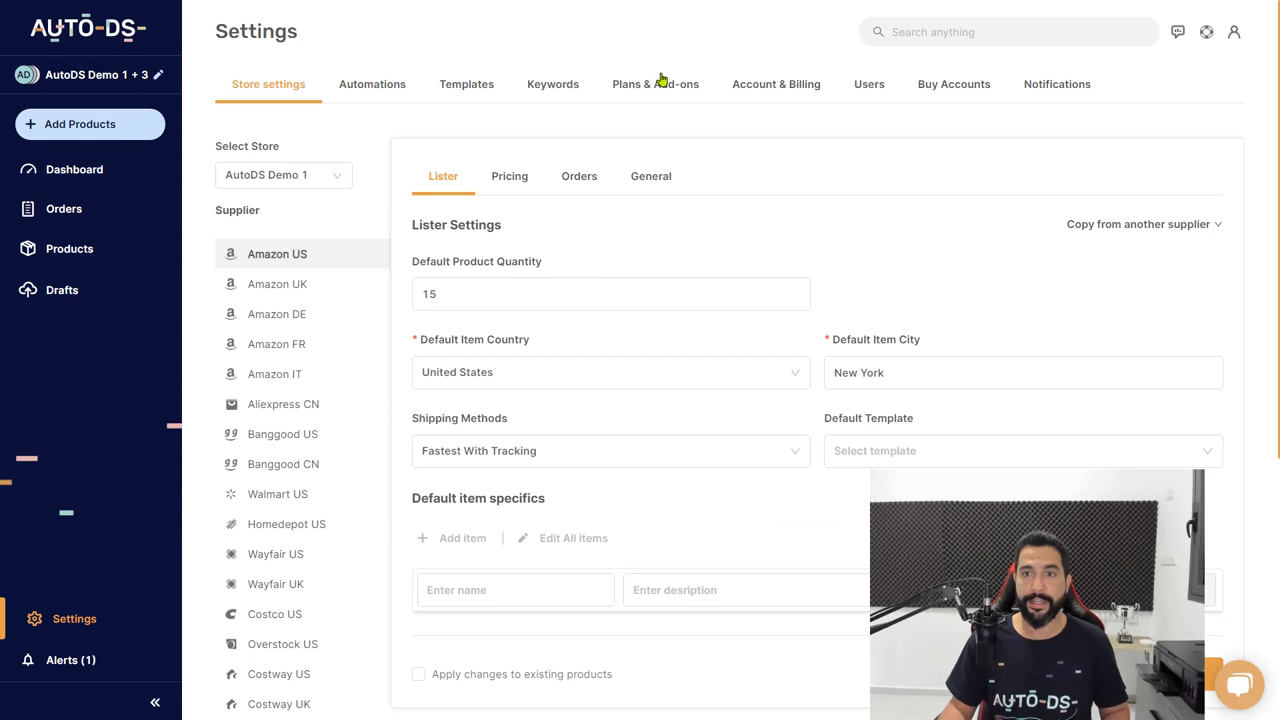 AUTO-DS-
AD
AutoDS Demo 1 + 3
+ Add Products
Dashboard
Orders
Products
Drafts
Settings
Alerts (1)
Settings
Search anything
Store settings
Automations
Templates
Keywords
Plans & Add-ons
Account & Billing
Users
Buy Accounts
Notifications
Select Store
AutoDS Demo 1
Supplier
Amazon US
Amazon UK
Amazon DE
Amazon FR
Amazon IT
Aliexpress CN
Banggood US
Banggood CN
Walmart US
Homedepot US
Wayfair US
Wayfair UK
Costco US
Overstock US
Costway US
Costway UK
Lister
Pricing
Orders
General
Lister Settings
Copy from another supplier
Default Product Quantity
15
* Default Item Country
* Default Item City
United States
New York
Shipping Methods
Default Template
Fastest With Tracking
Select template
Default item specifics
+ Add item
Edit All items
Enter name
Enter desription
Apply changes to existing products
AUTO-DS